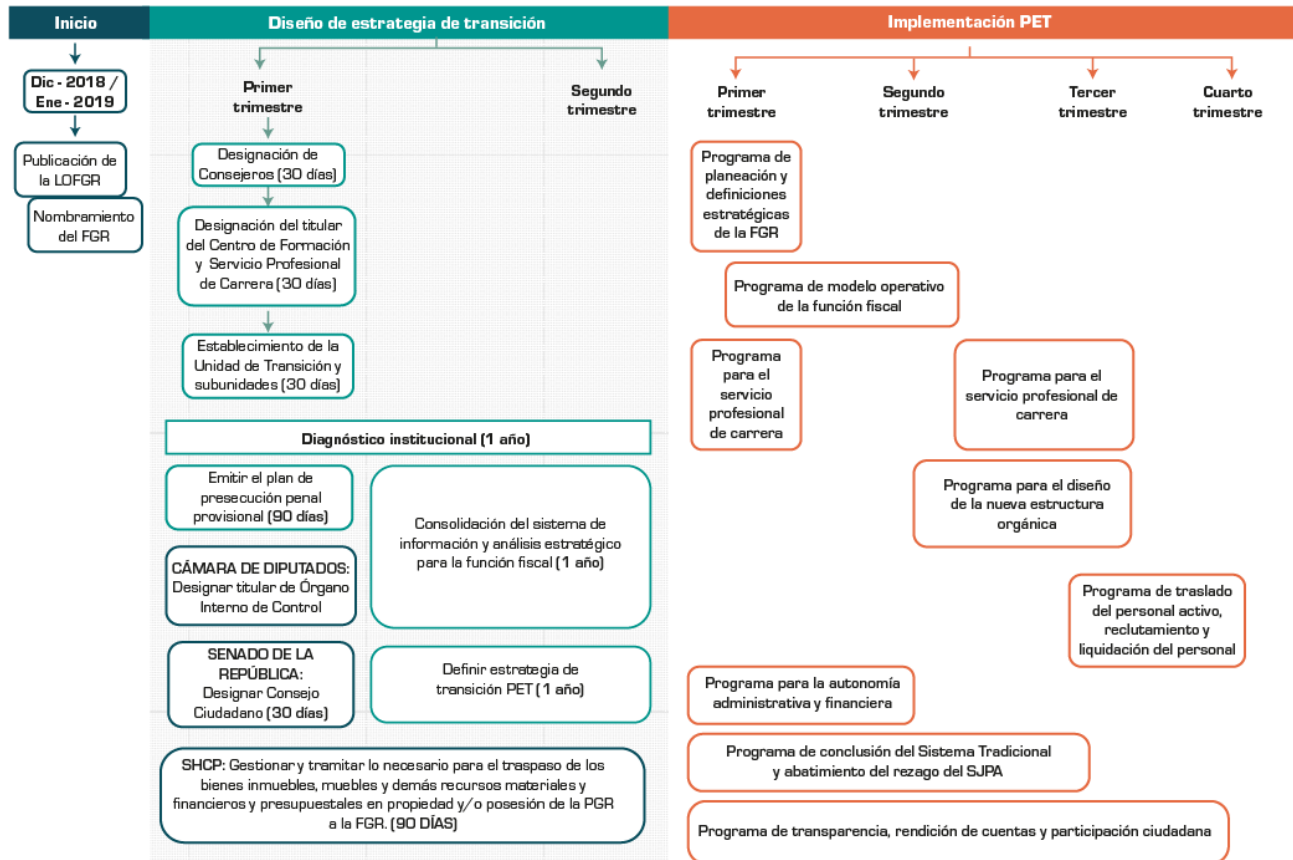 Inicio
Dic - 2018 /
Ene - 2019
Publicación de
la LOFGR
Nombramiento
del FGR
Diseño de estrategia de transición
Primer
trimestre
Segundo
trimestre
Designación de
Consejeros (30 días)
Designación del titular
del Centro de Formación
y Servicio Profesional
de Carrera (30 días)
Establecimiento de la
Unidad de Transición y
subunidades (30 días)
Diagnóstico institucional (1 año)
Emitir el plan de
presecución penal
provisional (90 días)
Consolidación del sistema de
información y análisis estratégico
para la función fiscal (1 año)
CÁMARA DE DIPUTADOS:
Designar titular de Órgano
Interno de Control
SENADO DE LA
REPÚBLICA:
Designar Consejo
Ciudadano (30 días)
Definir estrategia de
transición PET (1 año)
SHCP: Gestionar y tramitar lo necesario para el traspaso de los
bienes inmuebles, muebles y demás recursos materiales y
financieros y presupuestales en propiedad y/o posesión de la PGR
a la FGR. (90 DÍAS)
Implementación PET
Primer
trimestre
Segundo
trimestre
Tercer
trimestre
Cuarto
trimestre
Programa de
planeación y
definiciones
estratégicas
de la FGR
Programa de modelo operativo
de la función fiscal
Programa
para el
servicio
profesional
de carrera
Programa para el
servicio profesional de
carrera
Programa para el diseño
de la nueva estructura
orgánica
Programa de traslado
del personal activo,
reclutamiento y
liquidación del personal
Programa para la autonomía
administrativa y financiera
Programa de conclusión del Sistema Tradicional
y abatimiento del rezago del SJPA
Programa de transparencia, rendición de cuentas y participación ciudadana